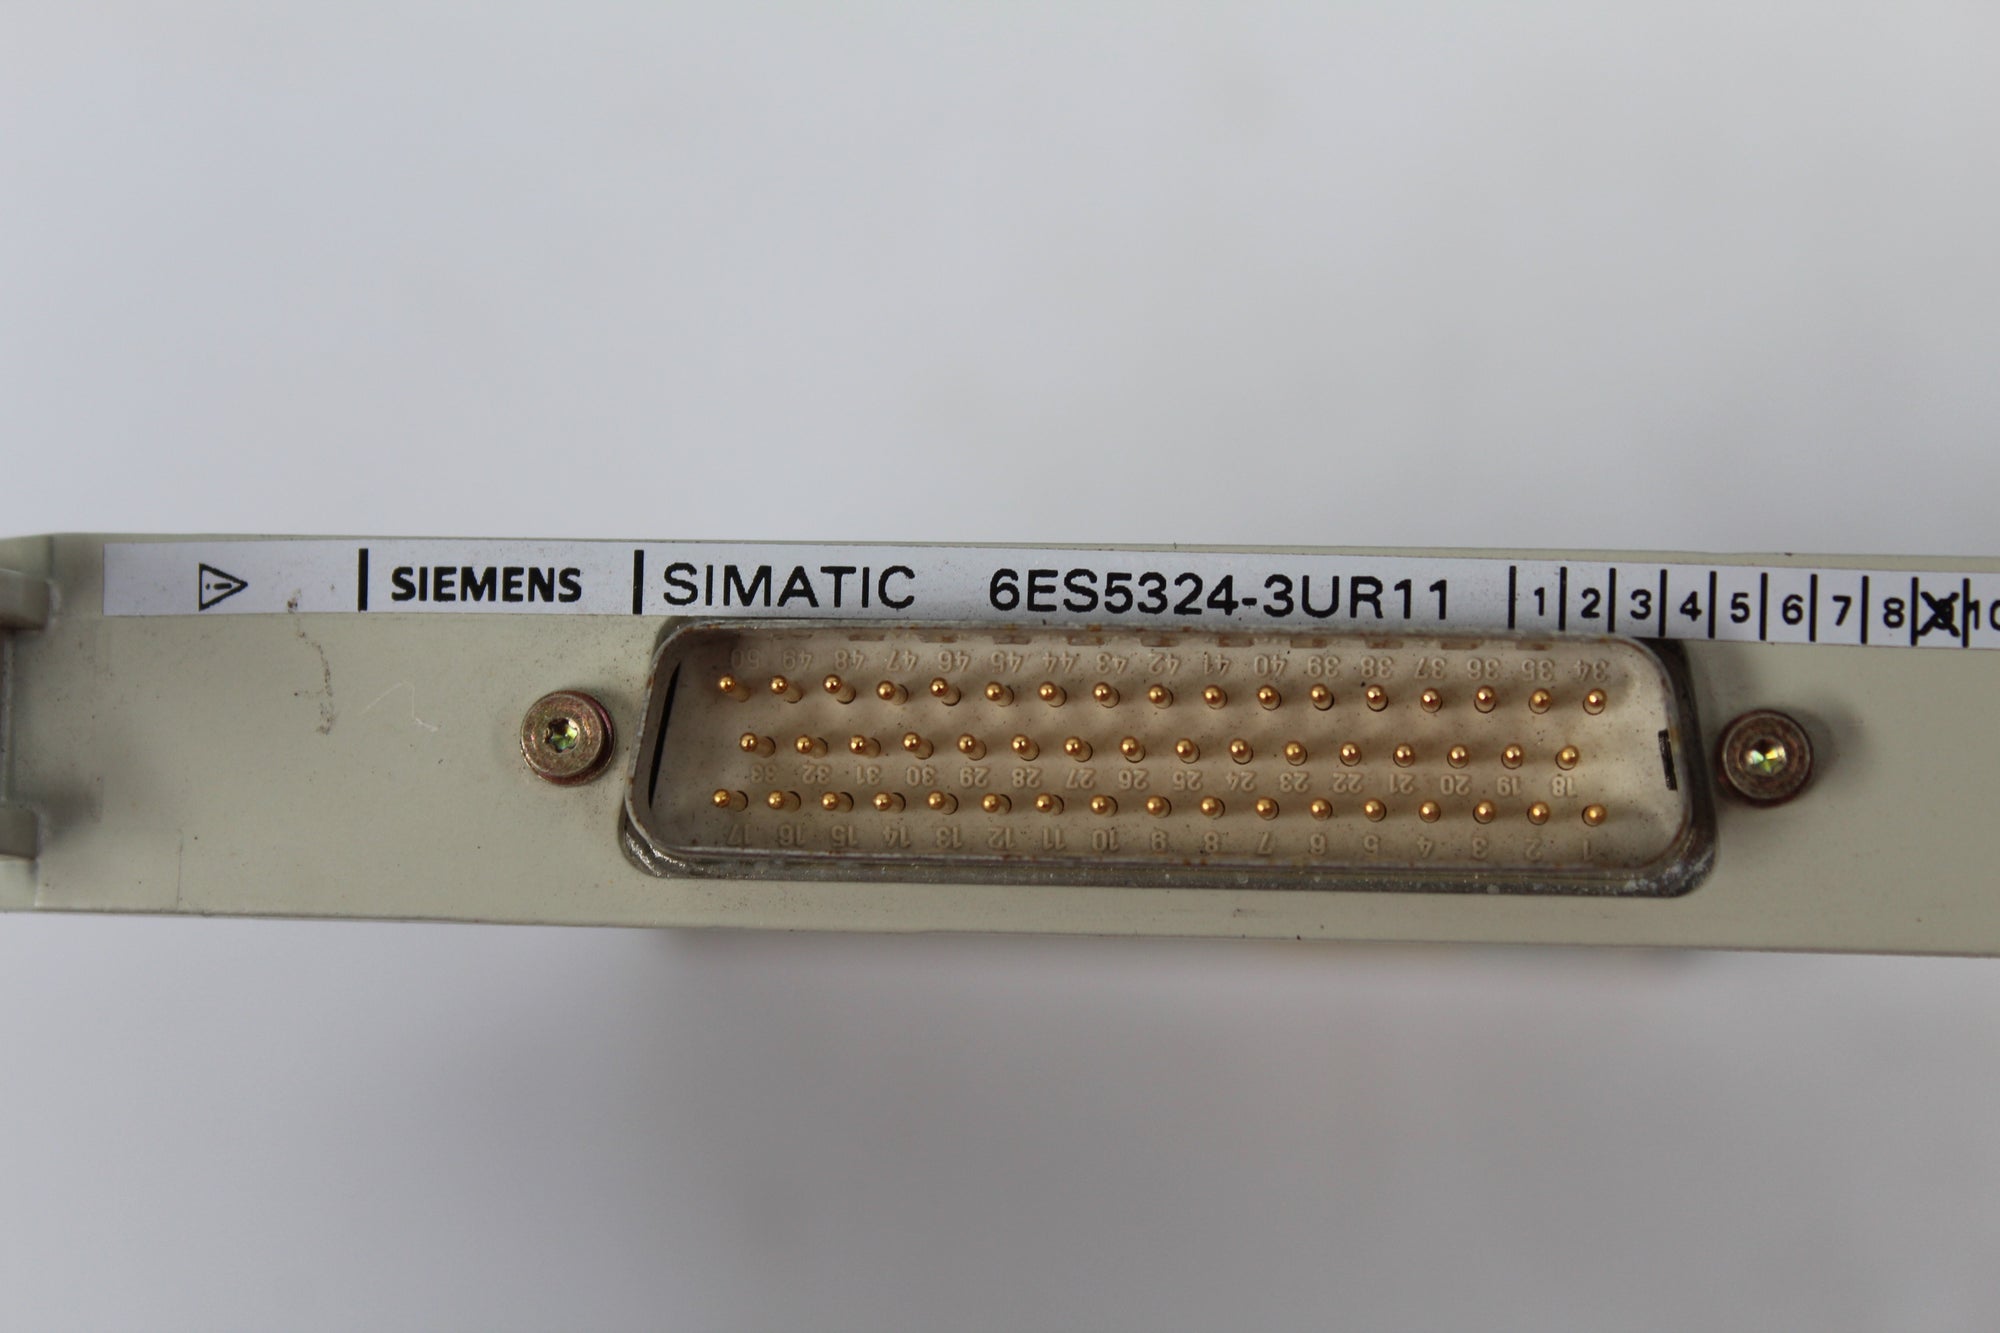 SIEMENS SIMATIC 6ES5324-3UR11 1 2 3 4 5 6 7 8 9 10
50 49 48 47 46 45 44 43 42 41 40 39 38 37 36 35 34
33 32 31 30 29 28 27 26 25 24 23 22 21 20 19 18
17 16 15 14 13 12 11 10 9 8 7 6 5 4 3 2 1